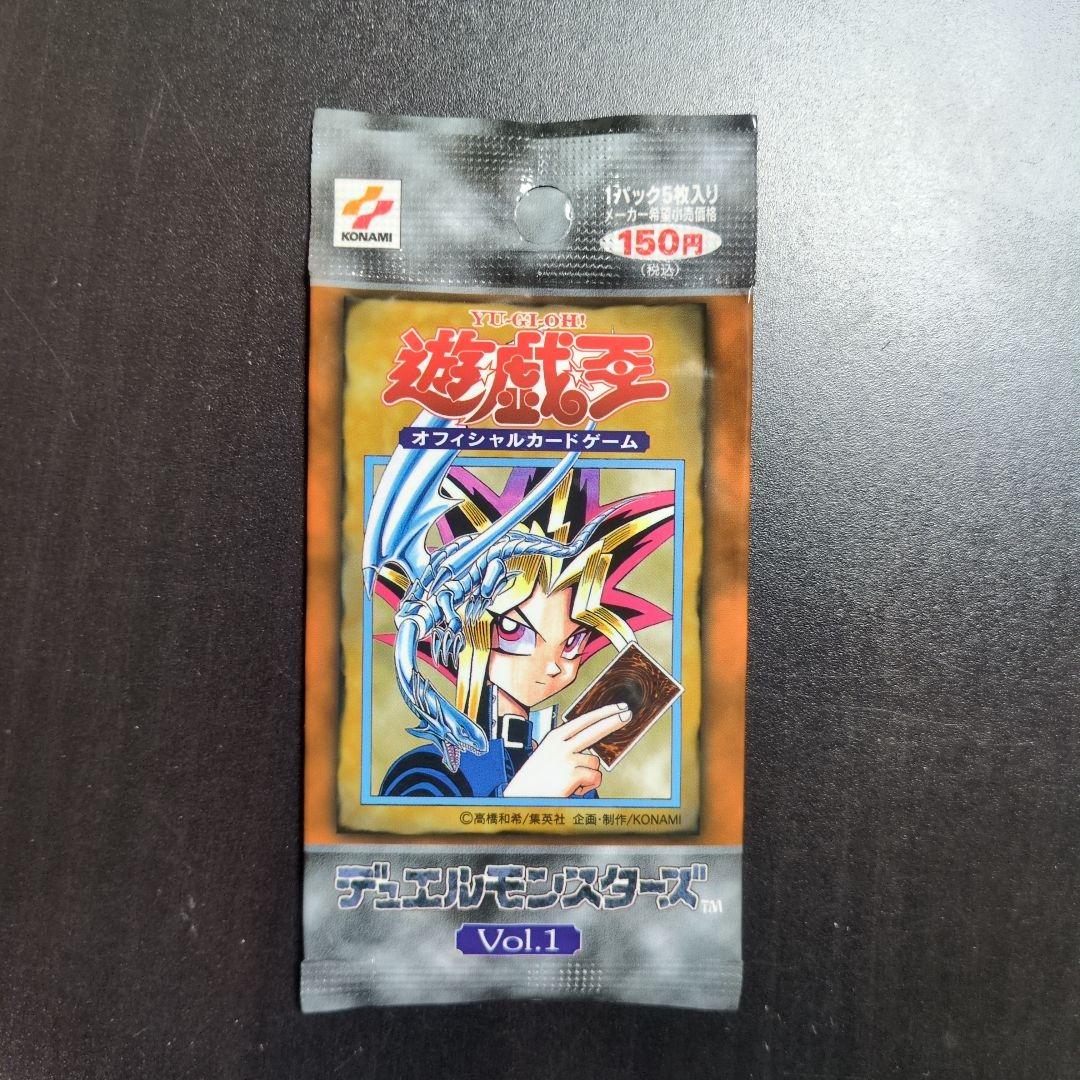 KONAMI
1パック5枚入り
メーカー希望小売価格
150円
(税込)
YU-GI-OH!
遊戯王
オフィシャルカードゲーム
©高橋和希/集英社 企画・制作/KONAMI
デュエルモンスターズ™
Vol.1